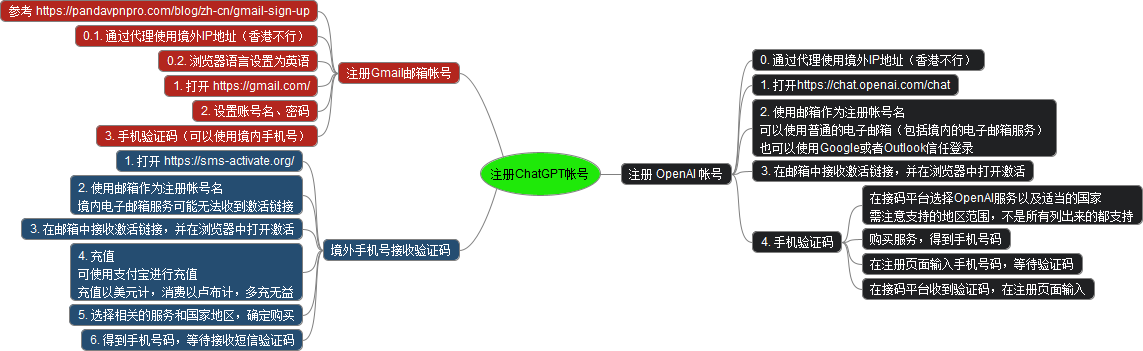 注册ChatGPT帐号
注册Gmail邮箱帐号
参考 https://pandavpnpro.com/blog/zh-cn/gmail-sign-up
0.1. 通过代理使用境外IP地址（香港不行）
0.2. 浏览器语言设置为英语
1. 打开 https://gmail.com/
2. 设置账号名、密码
3. 手机验证码（可以使用境内手机号）
境外手机号接收验证码
1. 打开 https://sms-activate.org/
2. 使用邮箱作为注册帐号名
境内电子邮箱服务可能无法收到激活链接
3. 在邮箱中接收激活链接，并在浏览器中打开激活
4. 充值
可使用支付宝进行充值
充值以美元计，消费以卢布计，多充无益
5. 选择相关的服务和国家地区，确定购买
6. 得到手机号码，等待接收短信验证码
注册 OpenAI 帐号
0. 通过代理使用境外IP地址（香港不行）
1. 打开https://chat.openai.com/chat
2. 使用邮箱作为注册帐号名
可以使用普通的电子邮箱（包括境内的电子邮箱服务）
也可以使用Google或者Outlook信任登录
3. 在邮箱中接收激活链接，并在浏览器中打开激活
4. 手机验证码
在接码平台选择OpenAI服务以及适当的国家
需注意支持的地区范围，不是所有列出来的都支持
购买服务，得到手机号码
在注册页面输入手机号码，等待验证码
在接码平台收到验证码，在注册页面输入